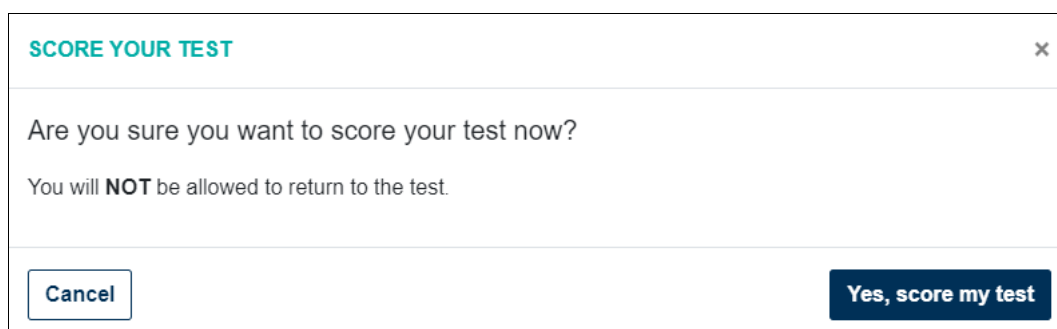 SCORE YOUR TEST ×
Are you sure you want to score your test now?
You will NOT be allowed to return to the test.
Cancel Yes, score my test